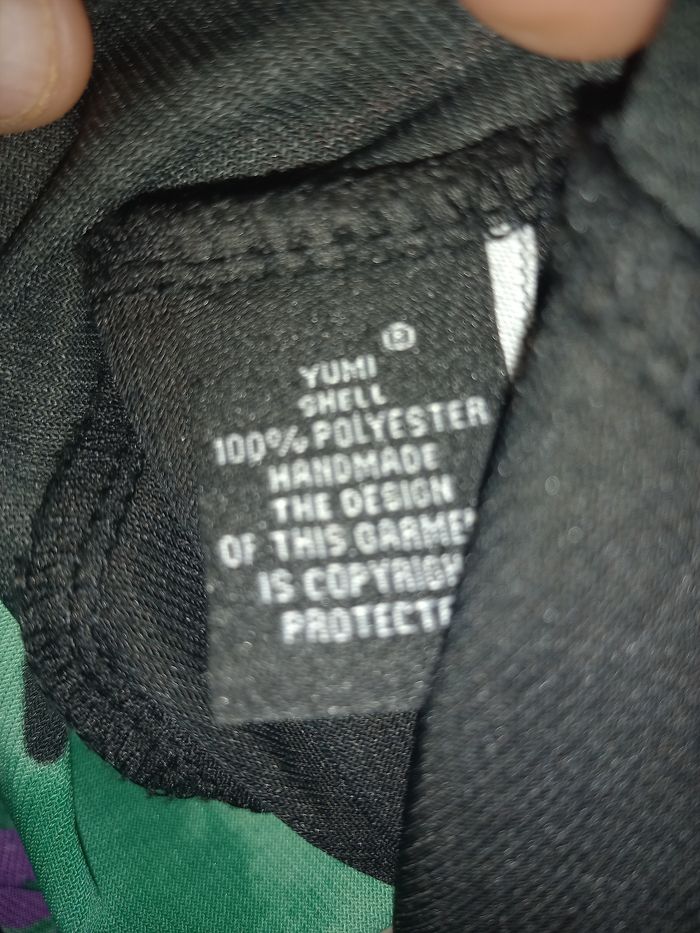 ®
YUMI
SHELL
100% POLYESTER
HANDMADE
THE DESIGN
OF THIS GARME
IS COPYRIGH
PROTECTE